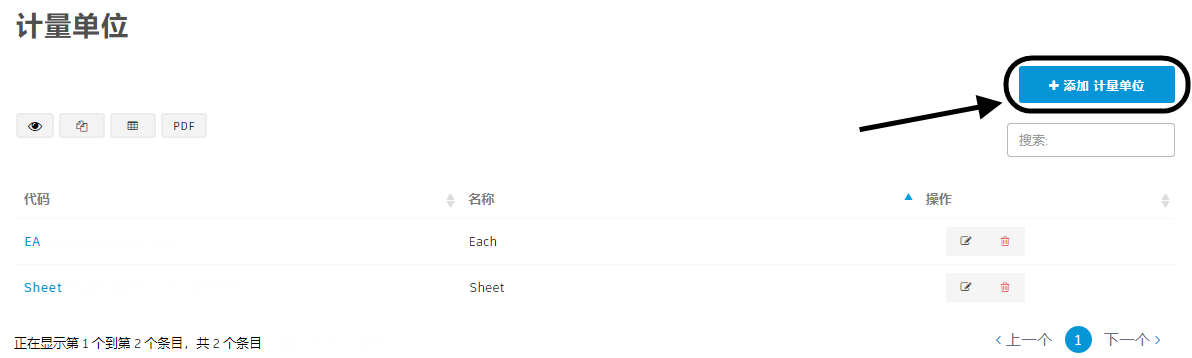 计量单位
添加 计量单位
PDF
搜索:
代码 名称 操作
EA Each
Sheet Sheet
正在显示第 1 个到第 2 个条目，共 2 个条目
上一个 1 下一个